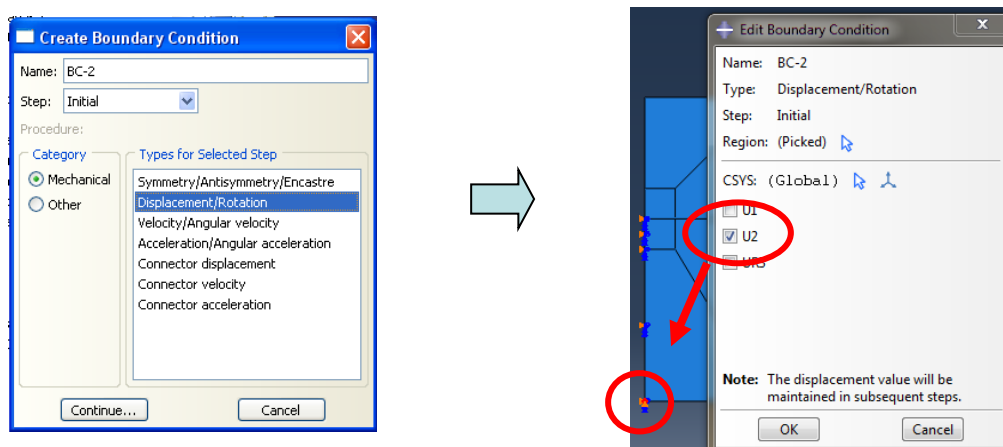 Create Boundary Condition
Name: BC-2
Step: Initial
Procedure:
Category
Mechanical
Other
Types for Selected Step
Symmetry/Antisymmetry/Encastre
Displacement/Rotation
Velocity/Angular velocity
Acceleration/Angular acceleration
Connector displacement
Connector velocity
Connector acceleration
Continue... Cancel
Edit Boundary Condition x
Name: BC-2
Type: Displacement/Rotation
Step: Initial
Region: (Picked)
CSYS: (Global)
U1
U2
UR3
Note: The displacement value will be
maintained in subsequent steps.
OK Cancel